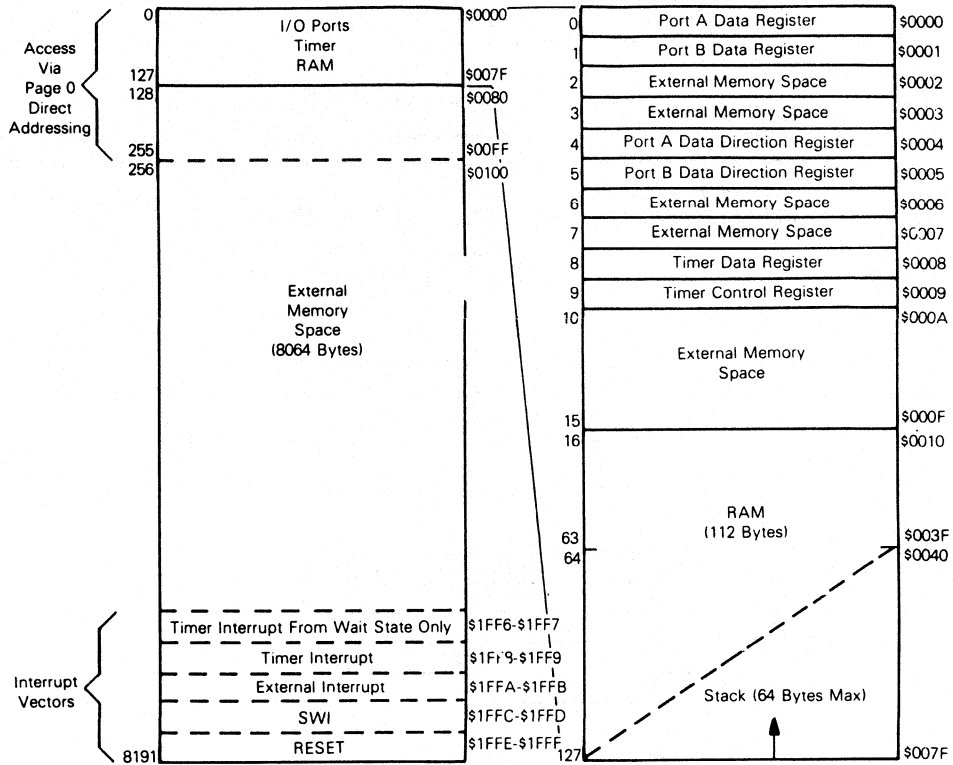 Access
Via
Page 0
Direct
Addressing
0
127
128
255
256
I/O Ports
Timer
RAM
$0000
$007F
$0080
$00FF
$0100
External
Memory
Space
(8064 Bytes)
Interrupt
Vectors
Timer Interrupt From Wait State Only $1FF6-$1FF7
Timer Interrupt $1FF8-$1FF9
External Interrupt $1FFA-$1FFB
SWI $1FFC-$1FFD
8191 RESET $1FFE-$1FFF
0 Port A Data Register $0000
1 Port B Data Register $0001
2 External Memory Space $0002
3 External Memory Space $0003
4 Port A Data Direction Register $0004
5 Port B Data Direction Register $0005
6 External Memory Space $0006
7 External Memory Space $0007
8 Timer Data Register $0008
9 Timer Control Register $0009
10 $000A
External Memory
Space
15 $000F
16 $0010
RAM
(112 Bytes)
63 $003F
64 $0040
Stack (64 Bytes Max)
127 $007F